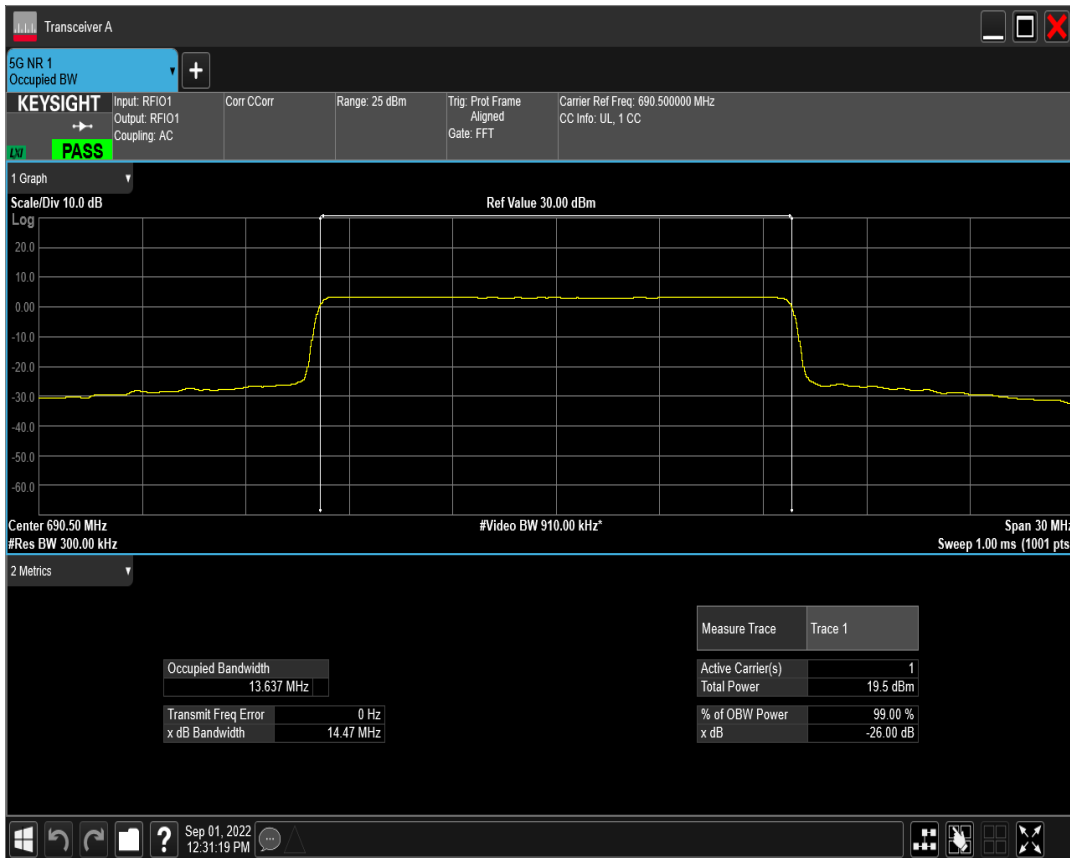 Transceiver A
5G NR 1
Occupied BW
+
KEYSIGHT
LXI
PASS
Input: RFIO1
Output: RFIO1
Coupling: AC
Corr CCorr
Range: 25 dBm
Trig: Prot Frame
Aligned
Gate: FFT
Carrier Ref Freq: 690.500000 MHz
CC Info: UL, 1 CC
1 Graph
Scale/Div 10.0 dB
Ref Value 30.00 dBm
Log
20.0
10.0
0.00
-10.0
-20.0
-30.0
-40.0
-50.0
-60.0
Center 690.50 MHz
#Video BW 910.00 kHz*
Span 30 MHz
#Res BW 300.00 kHz
Sweep 1.00 ms (1001 pts
2 Metrics
Measure Trace Trace 1
Occupied Bandwidth
13.637 MHz
Active Carrier(s) 1
Total Power 19.5 dBm
Transmit Freq Error 0 Hz
x dB Bandwidth 14.47 MHz
% of OBW Power 99.00 %
x dB -26.00 dB
?
Sep 01, 2022
12:31:19 PM